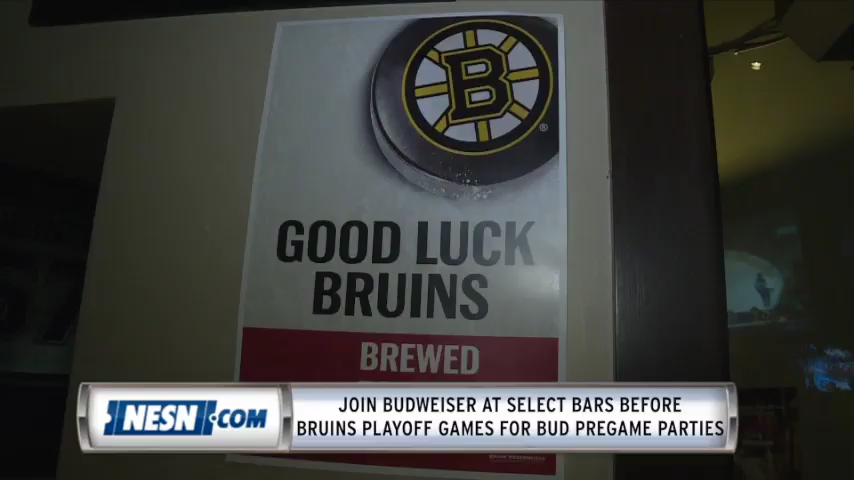 B
®
GOOD LUCK
BRUINS
BREWED
NESN.COM
JOIN BUDWEISER AT SELECT BARS BEFORE
BRUINS PLAYOFF GAMES FOR BUD PREGAME PARTIES